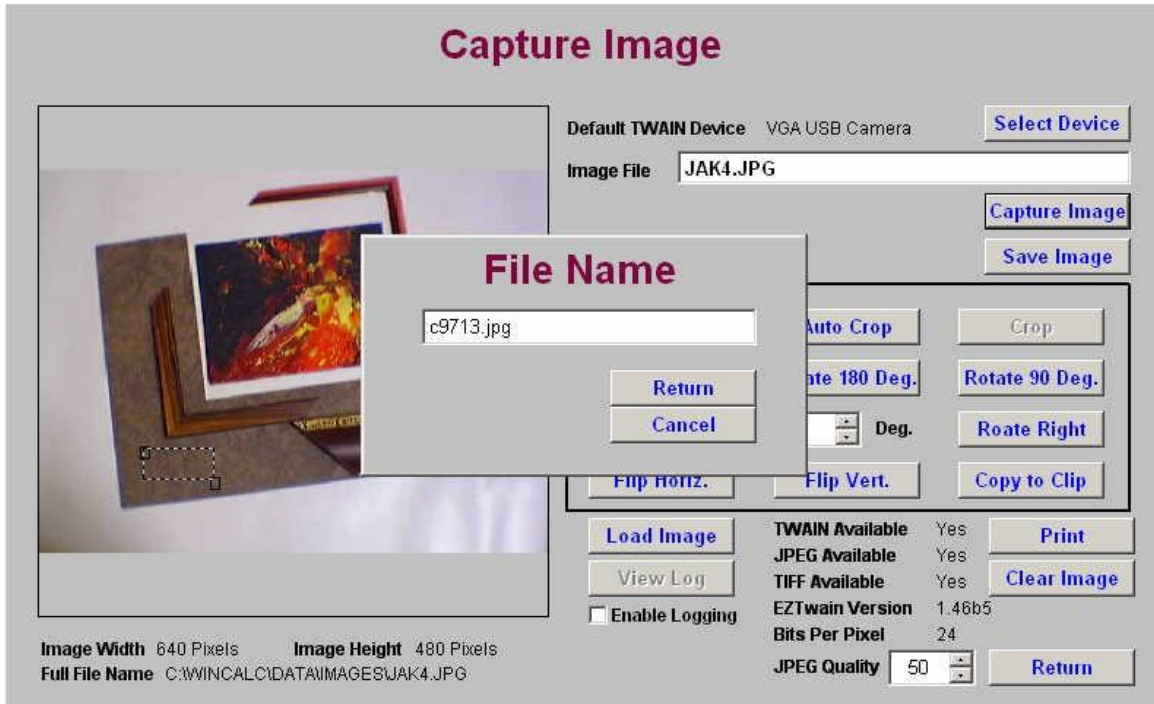 Capture Image
Default TWAIN Device VGA USB Camera Select Device
Image File JAK4.JPG
Capture Image
Save Image
File Name
c9713.jpg
Return
Cancel
Auto Crop Crop
ate 180 Deg. Rotate 90 Deg.
Deg. Roate Right
Flip Horiz. Flip Vert. Copy to Clip
Load Image TWAIN Available Yes Print
JPEG Available Yes
View Log TIFF Available Yes Clear Image
Enable Logging EZTwain Version 1.46b5
Bits Per Pixel 24
JPEG Quality 50 Return
Image Width 640 Pixels Image Height 480 Pixels
Full File Name C:\WINCALC\DATA\IMAGES\JAK4.JPG